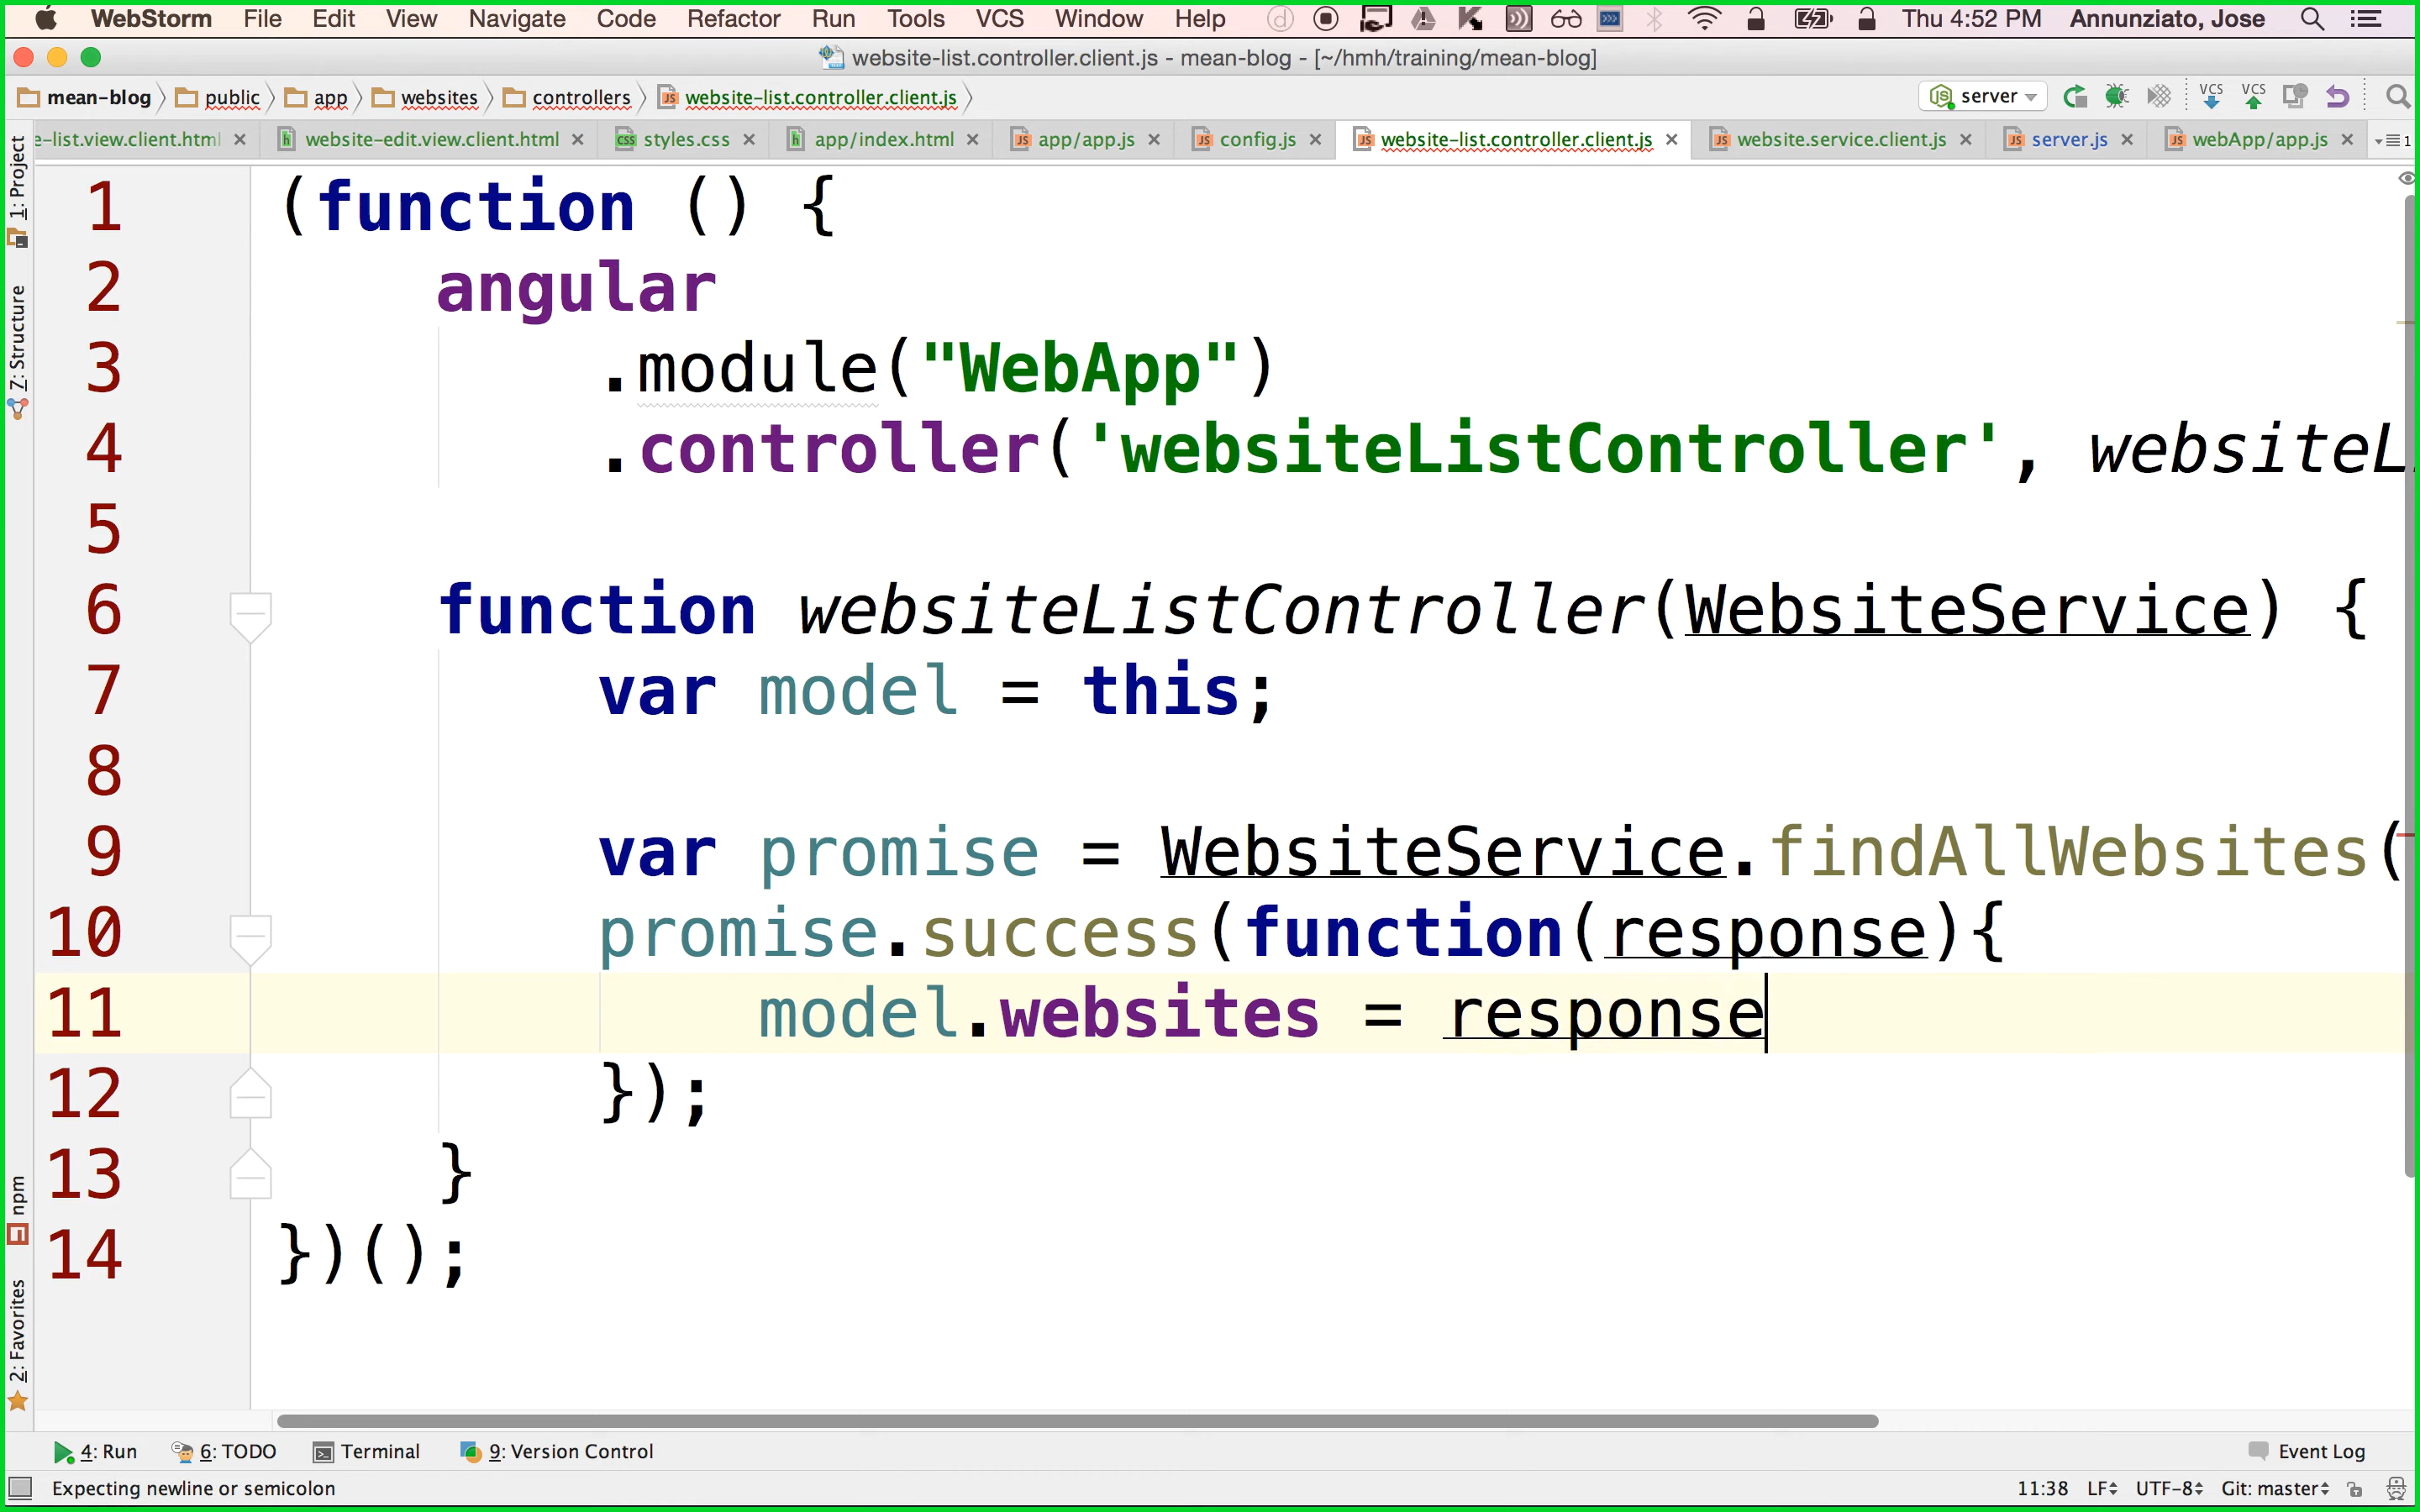 WebStorm File Edit View Navigate Code Refactor Run Tools VCS Window Help Thu 4:52 PM Annunziato, Jose
website-list.controller.client.js - mean-blog - [~/hmh/training/mean-blog]
mean-blog public app websites controllers website-list.controller.client.js server VCS VCS
e-list.view.client.html website-edit.view.client.html styles.css app/index.html app/app.js config.js website-list.controller.client.js website.service.client.js server.js webApp/app.js 1
1: Project
7: Structure
npm
2: Favorites
1 (function () {
2 angular
3 .module("WebApp")
4 .controller('websiteListController', websiteL
5
6 function websiteListController(WebsiteService) {
7 var model = this;
8
9 var promise = WebsiteService.findAllWebsites(
10 promise.success(function(response){
11 model.websites = response
12 });
13 }
14 })();
4: Run 6: TODO Terminal 9: Version Control Event Log
Expecting newline or semicolon 11:38 LF UTF-8 Git: master